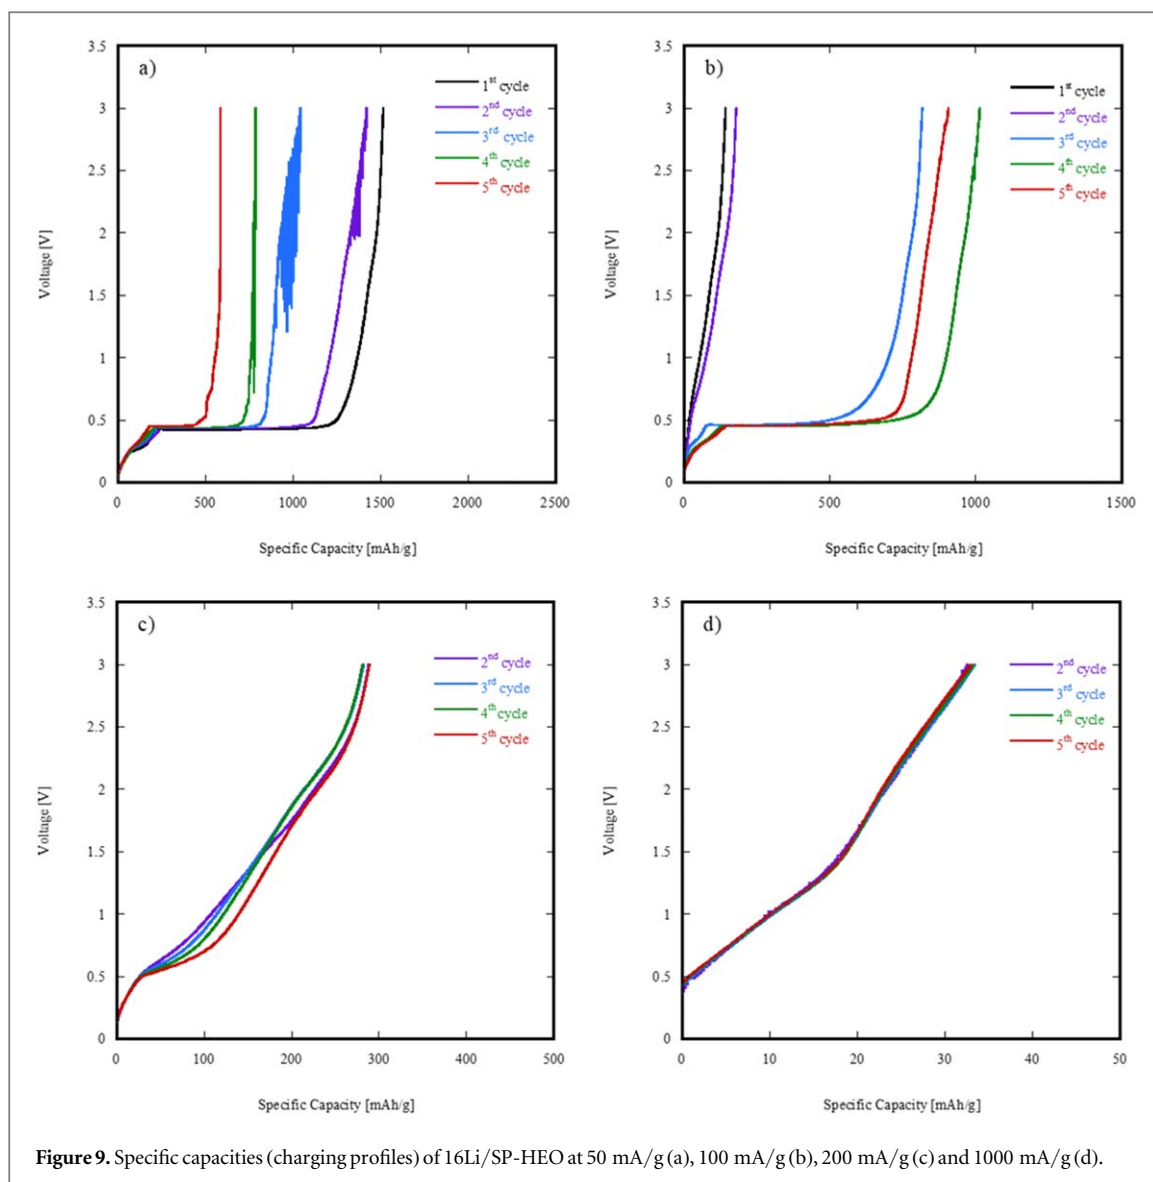 3.5
3
2.5
2
1.5
1
0.5
0
Voltage [V]
a)
1st cycle
2nd cycle
3rd cycle
4th cycle
5th cycle
0 500 1000 1500 2000 2500
Specific Capacity [mAh/g]
3.5
3
2.5
2
1.5
1
0.5
0
Voltage [V]
b)
1st cycle
2nd cycle
3rd cycle
4th cycle
5th cycle
0 500 1000 1500
Specific Capacity [mAh/g]
3.5
3
2.5
2
1.5
1
0.5
0
Voltage [V]
c)
2nd cycle
3rd cycle
4th cycle
5th cycle
0 100 200 300 400 500
Specific Capacity [mAh/g]
3.5
3
2.5
2
1.5
1
0.5
0
Voltage [V]
d)
2nd cycle
3rd cycle
4th cycle
5th cycle
0 10 20 30 40 50
Specific Capacity [mAh/g]
Figure 9. Specific capacities (charging profiles) of 16Li/SP-HEO at 50 mA/g (a), 100 mA/g (b), 200 mA/g (c) and 1000 mA/g (d).